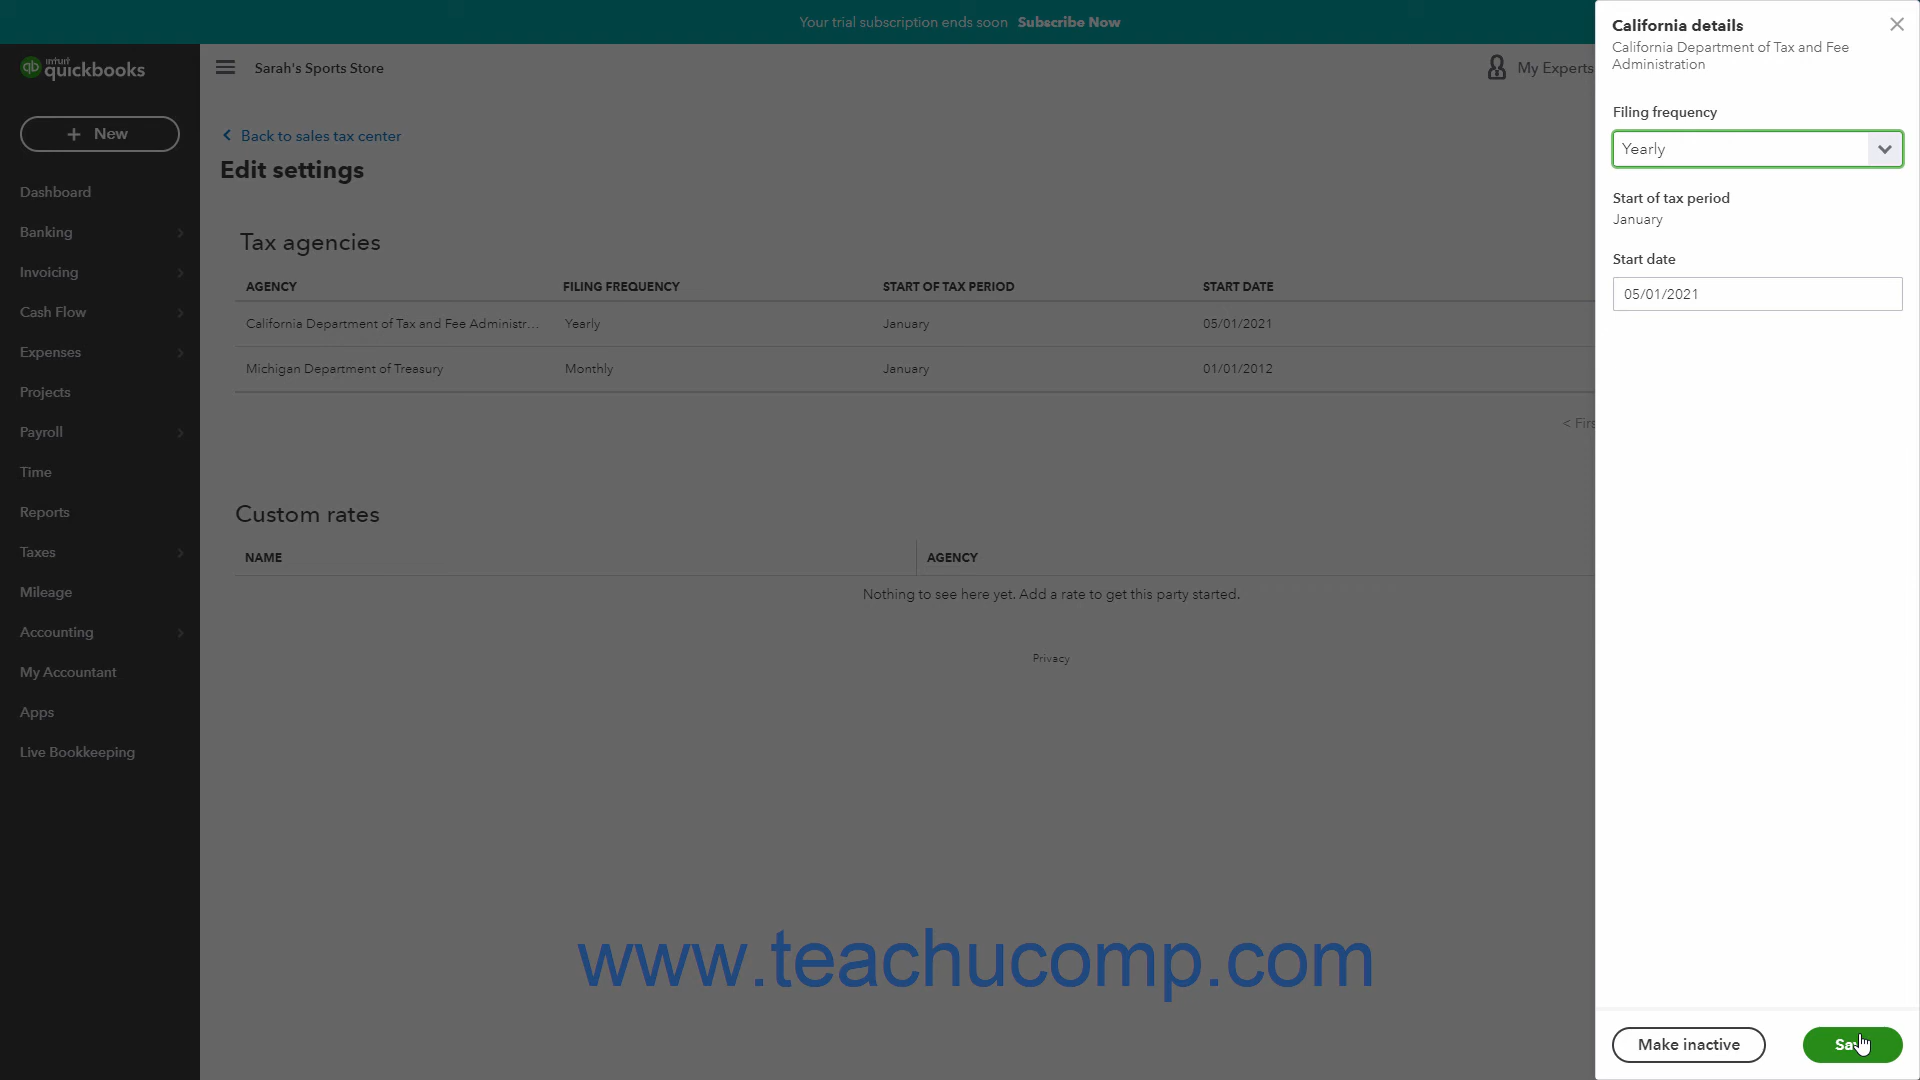 Your trial subscription ends soon Subscribe Now
intuit
qb quickbooks
Sarah's Sports Store
My Experts
+ New
Dashboard
Banking
Invoicing
Cash Flow
Expenses
Projects
Payroll
Time
Reports
Taxes
Mileage
Accounting
My Accountant
Apps
Live Bookkeeping
Back to sales tax center
Edit settings
Tax agencies
AGENCY FILING FREQUENCY START OF TAX PERIOD START DATE
California Department of Tax and Fee Administr... Yearly January 05/01/2021
Michigan Department of Treasury Monthly January 01/01/2012
< Firs
Custom rates
NAME AGENCY
Nothing to see here yet. Add a rate to get this party started.
Privacy
www.teachucomp.com
California details
California Department of Tax and Fee
Administration
Filing frequency
Yearly
Start of tax period
January
Start date
05/01/2021
Make inactive